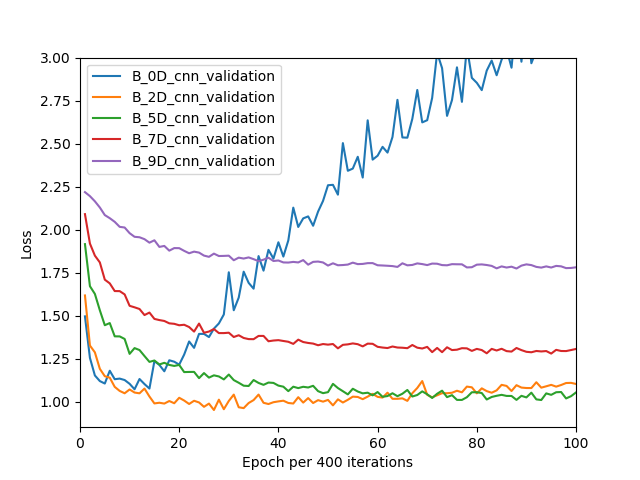 3.00
2.75
2.50
2.25
2.00
1.75
1.50
1.25
1.00
Loss
B_0D_cnn_validation
B_2D_cnn_validation
B_5D_cnn_validation
B_7D_cnn_validation
B_9D_cnn_validation
0 20 40 60 80 100
Epoch per 400 iterations